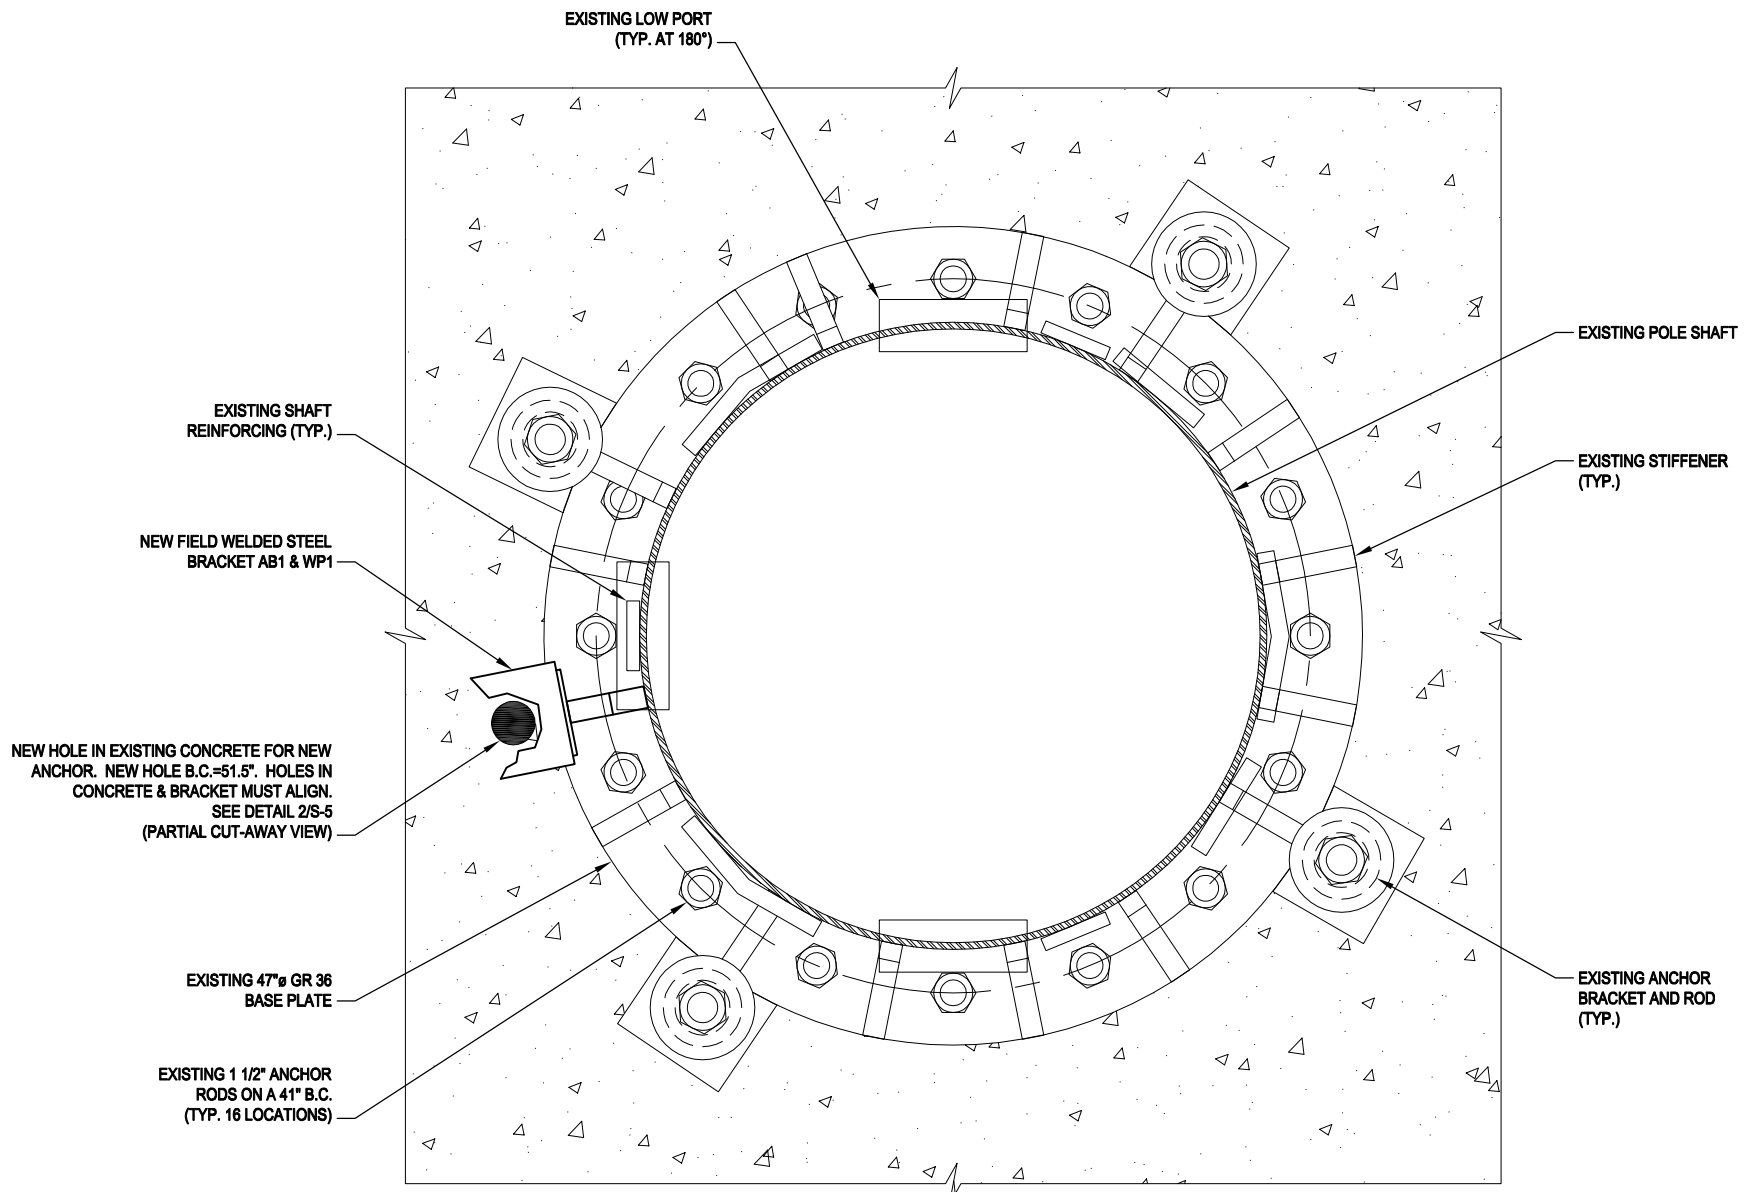 EXISTING LOW PORT
(TYP. AT 180°)
EXISTING POLE SHAFT
EXISTING SHAFT
REINFORCING (TYP.)
EXISTING STIFFENER
(TYP.)
NEW FIELD WELDED STEEL
BRACKET AB1 & WP1
NEW HOLE IN EXISTING CONCRETE FOR NEW
ANCHOR. NEW HOLE B.C.=51.5". HOLES IN
CONCRETE & BRACKET MUST ALIGN.
SEE DETAIL 2/S-5
(PARTIAL CUT-AWAY VIEW)
EXISTING 47"ø GR 36
BASE PLATE
EXISTING ANCHOR
BRACKET AND ROD
(TYP.)
EXISTING 1 1/2" ANCHOR
RODS ON A 41" B.C.
(TYP. 16 LOCATIONS)